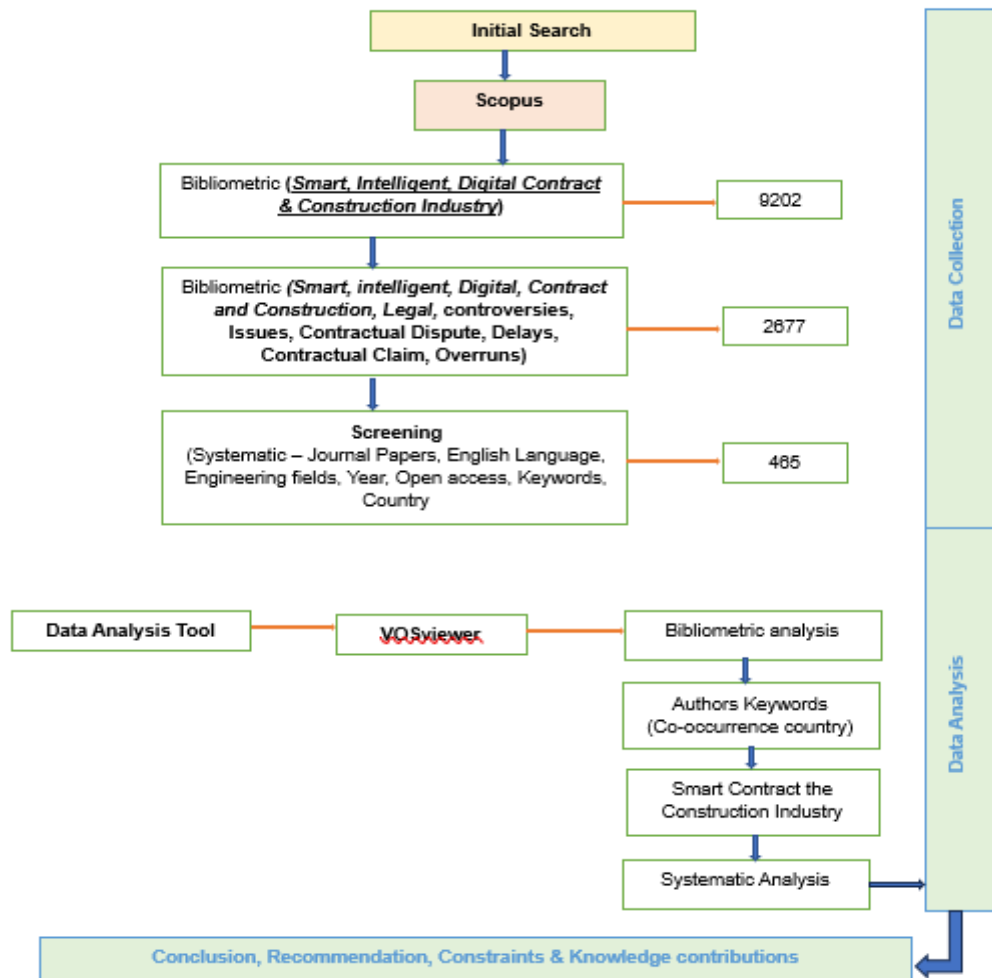 Initial Search
Scopus
Bibliometric (Smart, Intelligent, Digital Contract
& Construction Industry)
9202
Bibliometric (Smart, intelligent, Digital, Contract
and Construction, Legal, controversies,
Issues, Contractual Dispute, Delays,
Contractual Claim, Overruns)
2677
Screening
(Systematic – Journal Papers, English Language,
Engineering fields, Year, Open access, Keywords,
Country
465
Data Collection
Data Analysis Tool
VOSviewer
Bibliometric analysis
Authors Keywords
(Co-occurrence country)
Smart Contract the
Construction Industry
Systematic Analysis
Data Analysis
Conclusion, Recommendation, Constraints & Knowledge contributions